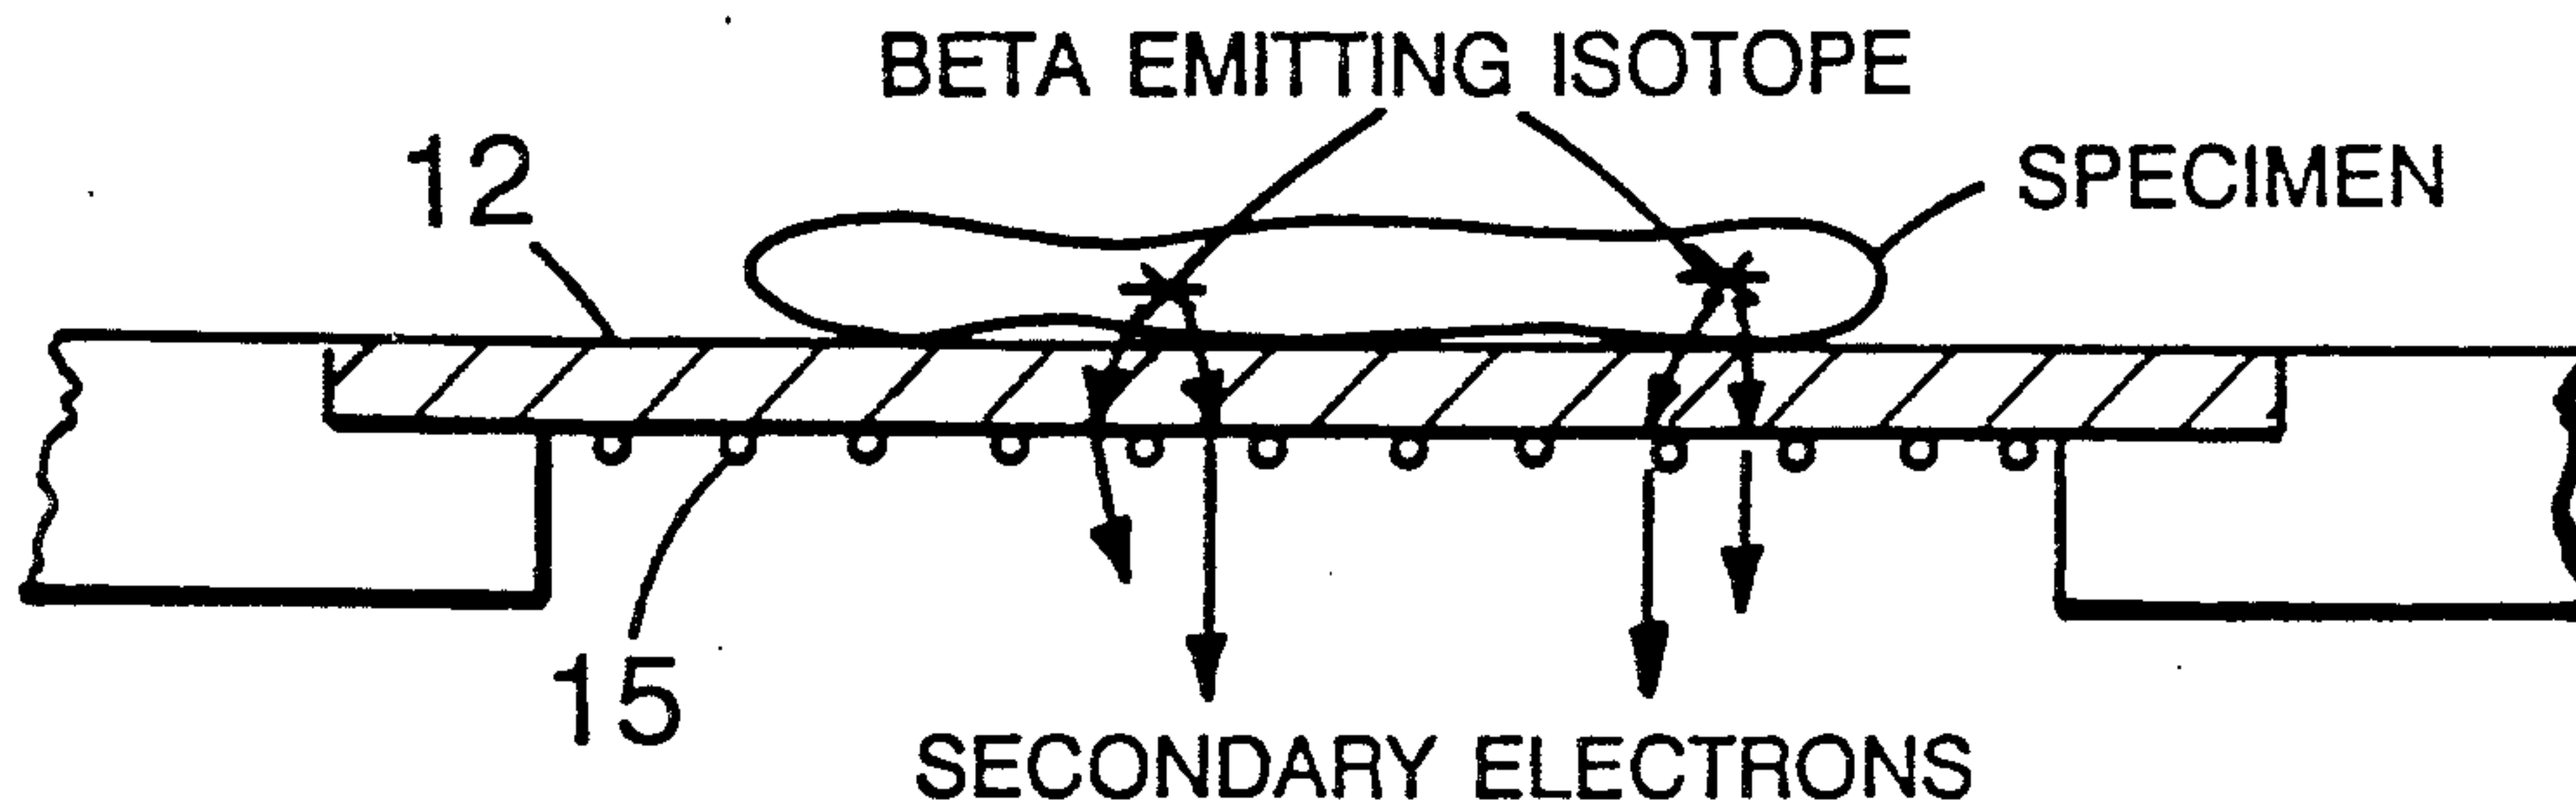 BETA EMITTING ISOTOPE
12
SPECIMEN
15
SECONDARY ELECTRONS